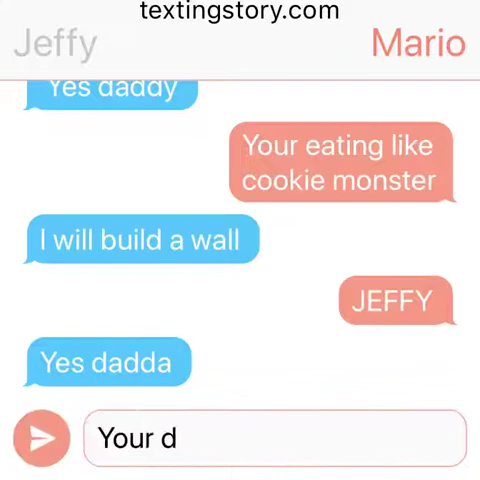 textingstory.com
Jeffy
Mario
Yes daddy
Your eating like
cookie monster
I will build a wall
JEFFY
Yes dadda
Your d